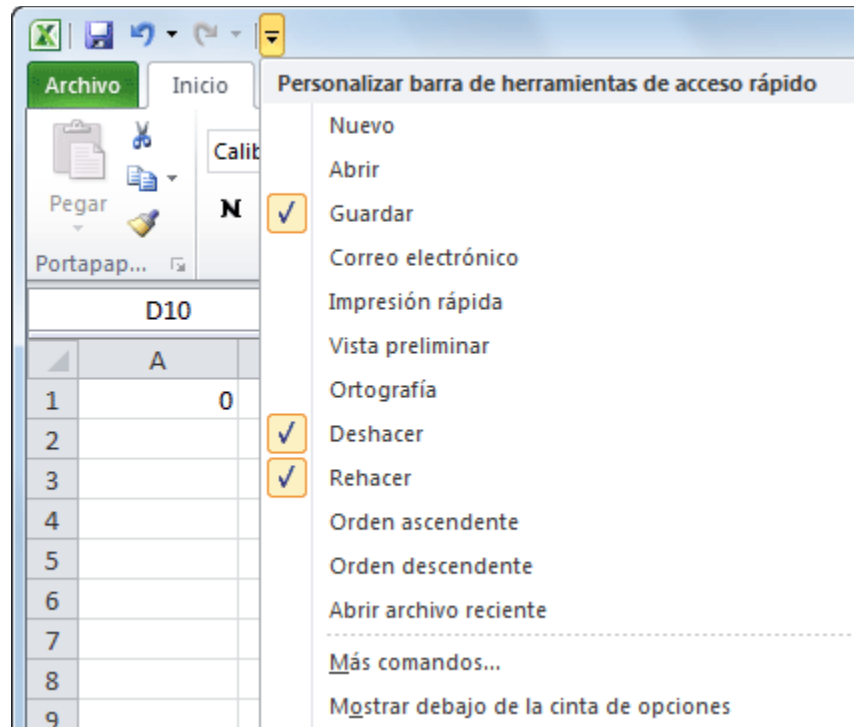 Archivo Inicio
Personalizar barra de herramientas de acceso rápido
Pegar
Calib
N
Portapap...
D10
A
1 0
2
3
4
5
6
7
8
9
Nuevo
Abrir
Guardar
Correo electrónico
Impresión rápida
Vista preliminar
Ortografía
Deshacer
Rehacer
Orden ascendente
Orden descendente
Abrir archivo reciente
Más comandos...
Mostrar debajo de la cinta de opciones